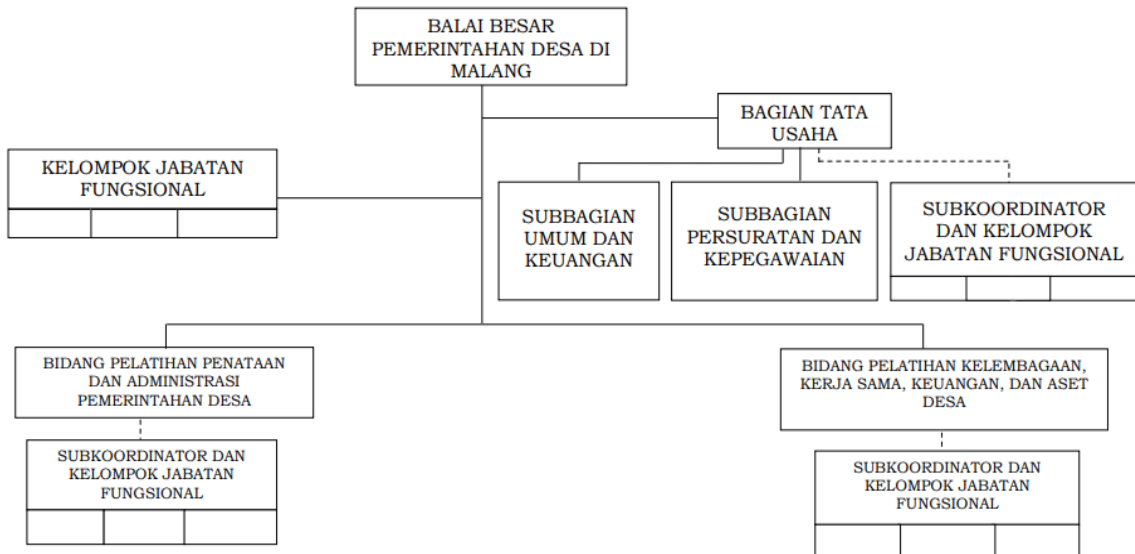 BALAI BESAR
PEMERINTAHAN DESA DI
MALANG
BAGIAN TATA
USAHA
KELOMPOK JABATAN
FUNGSIONAL
SUBBAGIAN
UMUM DAN
KEUANGAN
SUBBAGIAN
PERSURATAN DAN
KEPEGAWAIAN
SUBKOORDINATOR
DAN KELOMPOK
JABATAN FUNGSIONAL
BIDANG PELATIHAN PENATAAN
DAN ADMINISTRASI
PEMERINTAHAN DESA
BIDANG PELATIHAN KELEMBAGAAN,
KERJA SAMA, KEUANGAN, DAN ASET
DESA
SUBKOORDINATOR DAN
KELOMPOK JABATAN
FUNGSIONAL
SUBKOORDINATOR DAN
KELOMPOK JABATAN
FUNGSIONAL